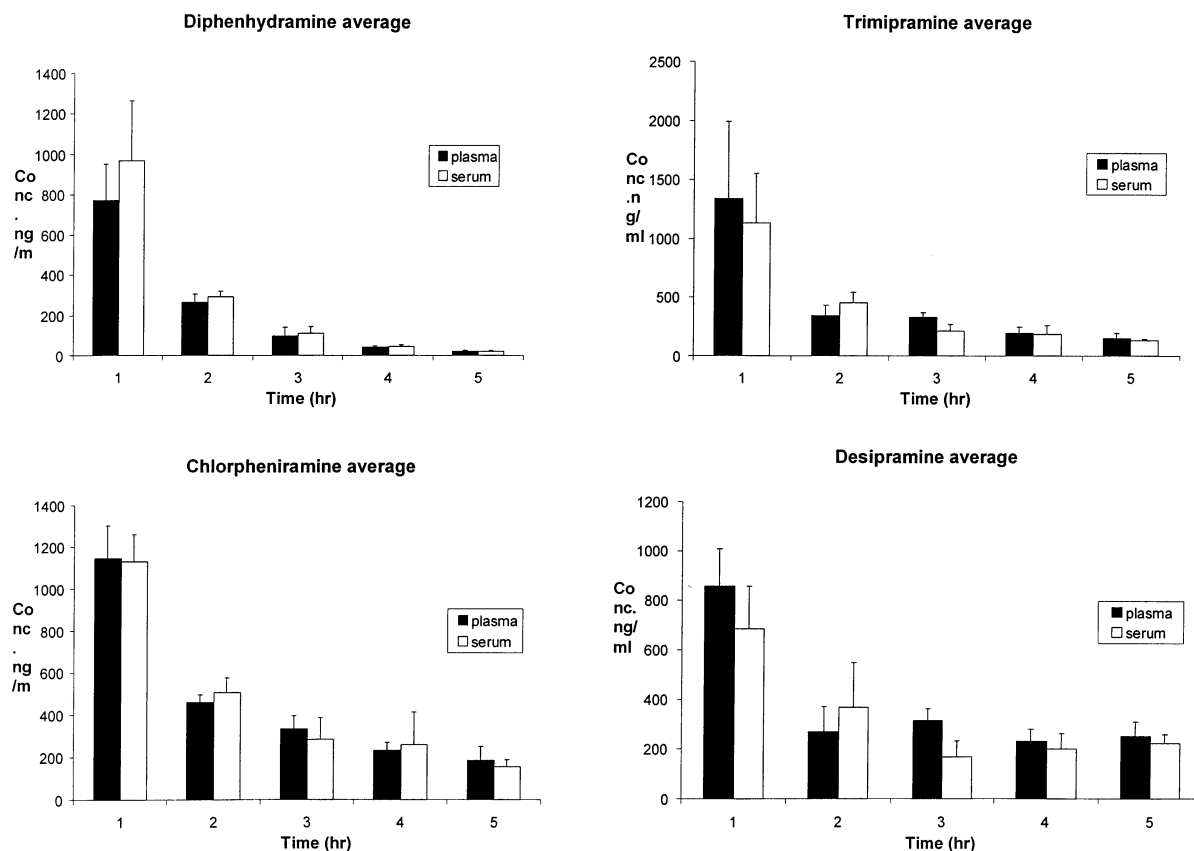 Diphenhydramine average
1400
1200
1000
800
600
400
200
0
Co
nc
.
ng
/m
plasma
serum
1 2 3 4 5
Time (hr)
Trimipramine average
2500
2000
1500
1000
500
0
Co
nc
.n
g/
ml
plasma
serum
1 2 3 4 5
Time (hr)
Chlorpheniramine average
1400
1200
1000
800
600
400
200
0
Co
nc
.
ng
/m
plasma
serum
1 2 3 4 5
Time (hr)
Desipramine average
1200
1000
800
600
400
200
0
Co
nc.
ng/
ml
plasma
serum
1 2 3 4 5
Time (hr)